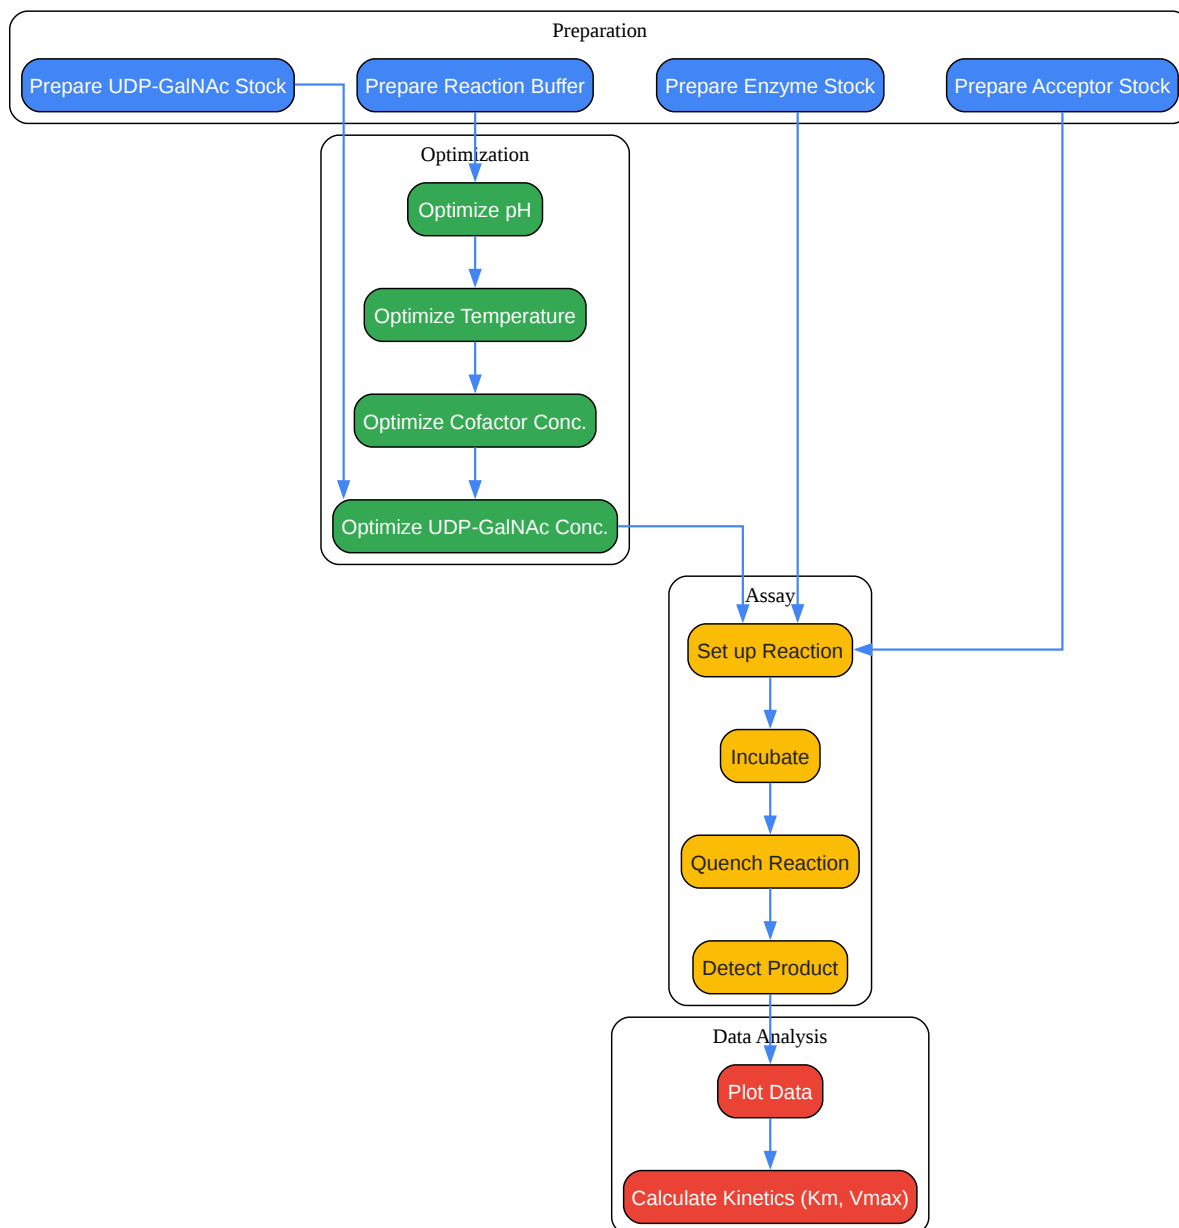 Preparation
Prepare UDP-GalNAc Stock
Prepare Reaction Buffer
Prepare Enzyme Stock
Prepare Acceptor Stock
Optimization
Optimize pH
Optimize Temperature
Optimize Cofactor Conc.
Optimize UDP-GalNAc Conc.
Assay
Set up Reaction
Incubate
Quench Reaction
Detect Product
Data Analysis
Plot Data
Calculate Kinetics (Km, Vmax)